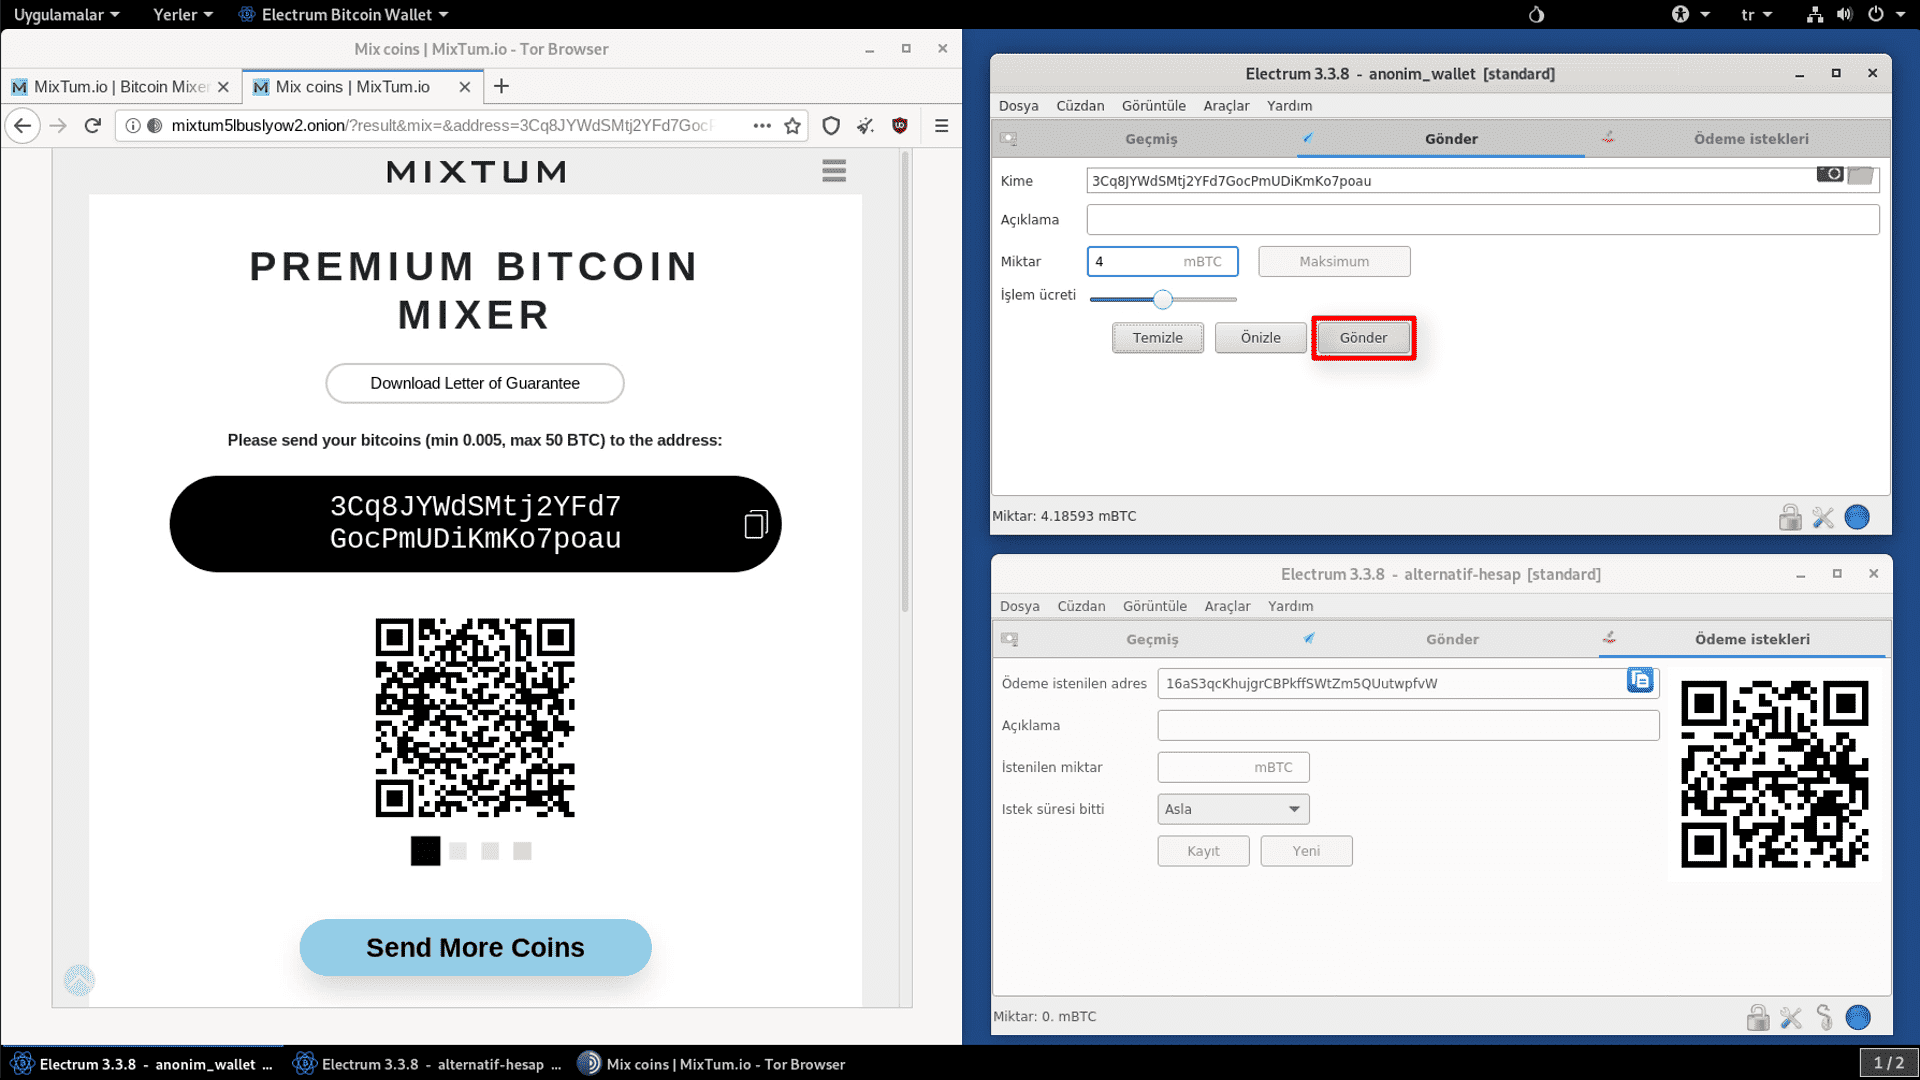 Uygulamalar
Yerler
Electrum Bitcoin Wallet
tr
Mix coins | MixTum.io - Tor Browser
MixTum.io | Bitcoin Mixer
Mix coins | MixTum.io
mixtum5lbuslyow2.onion/?result&mix=&address=3Cq8JYWdSMtj2YFd7GocP
MIXTUM
PREMIUM BITCOIN
MIXER
Download Letter of Guarantee
Please send your bitcoins (min 0.005, max 50 BTC) to the address:
3Cq8JYWdSMtj2YFd7
GocPmUDiKmKo7poau
Send More Coins
Electrum 3.3.8 - anonim_wallet [standard]
Dosya Cüzdan Görüntüle Araçlar Yardım
Geçmiş Gönder Ödeme istekleri
Kime 3Cq8JYWdSMtj2YFd7GocPmUDiKmKo7poau
Açıklama
Miktar 4 mBTC Maksimum
İşlem ücreti
Temizle Önizle Gönder
Miktar: 4.18593 mBTC
Electrum 3.3.8 - alternatif-hesap [standard]
Dosya Cüzdan Görüntüle Araçlar Yardım
Geçmiş Gönder Ödeme istekleri
Ödeme istenilen adres 16aS3qcKhujgrCBPkffSWtZm5QUutwpfvW
Açıklama
İstenilen miktar mBTC
Istek süresi bitti Asla
Kayıt Yeni
Miktar: 0. mBTC
Electrum 3.3.8 - anonim_wallet ...
Electrum 3.3.8 - alternatif-hesap ...
Mix coins | MixTum.io - Tor Browser
1 / 2